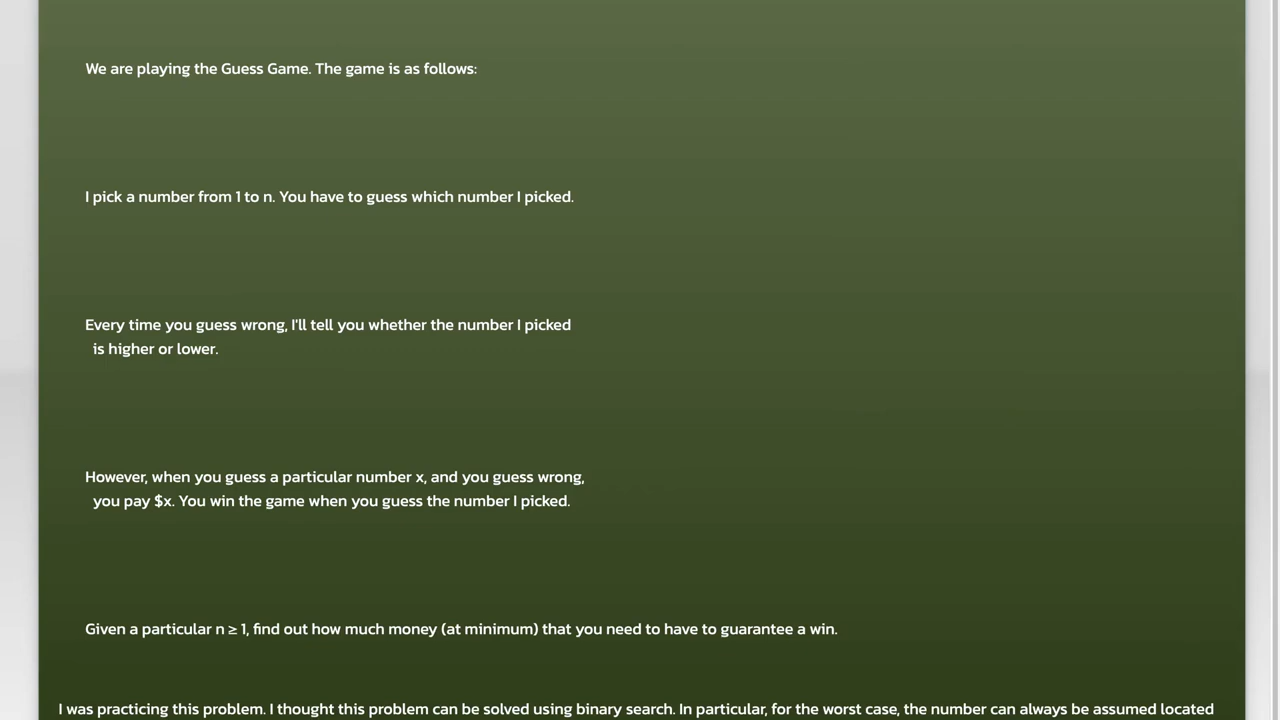 We are playing the Guess Game. The game is as follows:
I pick a number from 1 to n. You have to guess which number I picked.
Every time you guess wrong, I'll tell you whether the number I picked
is higher or lower.
However, when you guess a particular number x, and you guess wrong,
you pay $x. You win the game when you guess the number I picked.
Given a particular n ≥ 1, find out how much money (at minimum) that you need to have to guarantee a win.
I was practicing this problem. I thought this problem can be solved using binary search. In particular, for the worst case, the number can always be assumed located